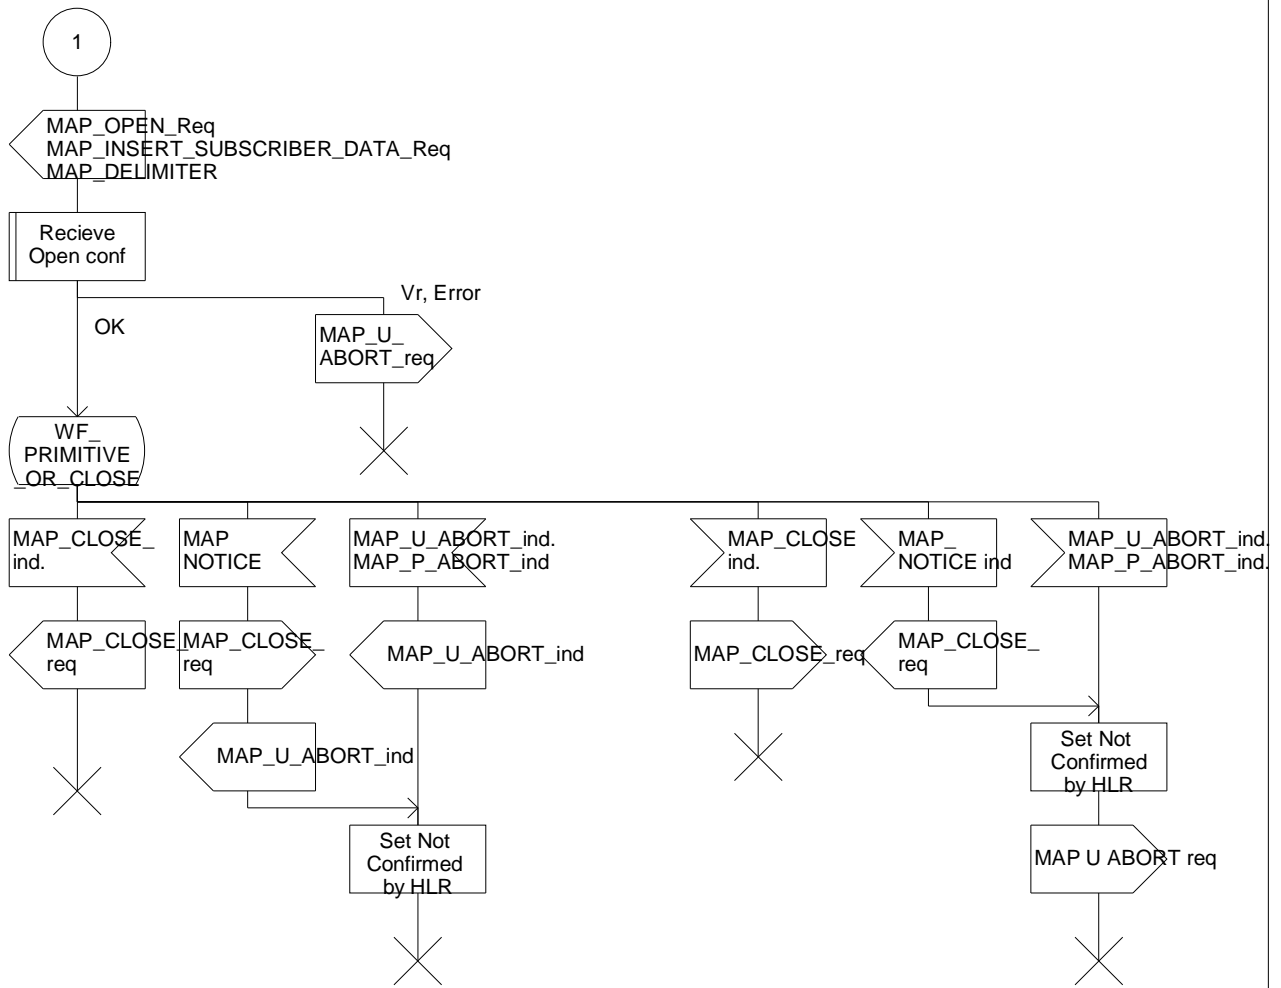 1
MAP_OPEN_Req
MAP_INSERT_SUBSCRIBER_DATA_Req
MAP_DELIMITER
Recieve
Open conf
Vr, Error
OK
MAP_U_
ABORT_req
WF_
PRIMITIVE
_OR_CLOSE
MAP_CLOSE_
ind.
MAP
NOTICE
MAP_U_ABORT_ind.
MAP_P_ABORT_ind
MAP_CLOSE
ind.
MAP_
NOTICE ind
MAP_U_ABORT_ind.
MAP_P_ABORT_ind.
MAP_CLOSE_
req
MAP_CLOSE_
req
MAP_U_ABORT_ind
MAP_CLOSE_req
MAP_CLOSE_
req
MAP_U_ABORT_ind
Set Not
Confirmed
by HLR
Set Not
Confirmed
by HLR
MAP U ABORT req